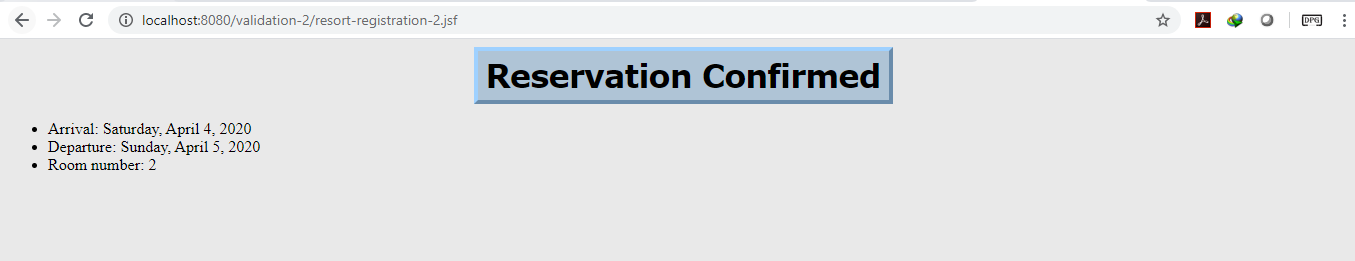 localhost:8080/validation-2/resort-registration-2.jsf
DPG
Reservation Confirmed
Arrival: Saturday, April 4, 2020
Departure: Sunday, April 5, 2020
Room number: 2